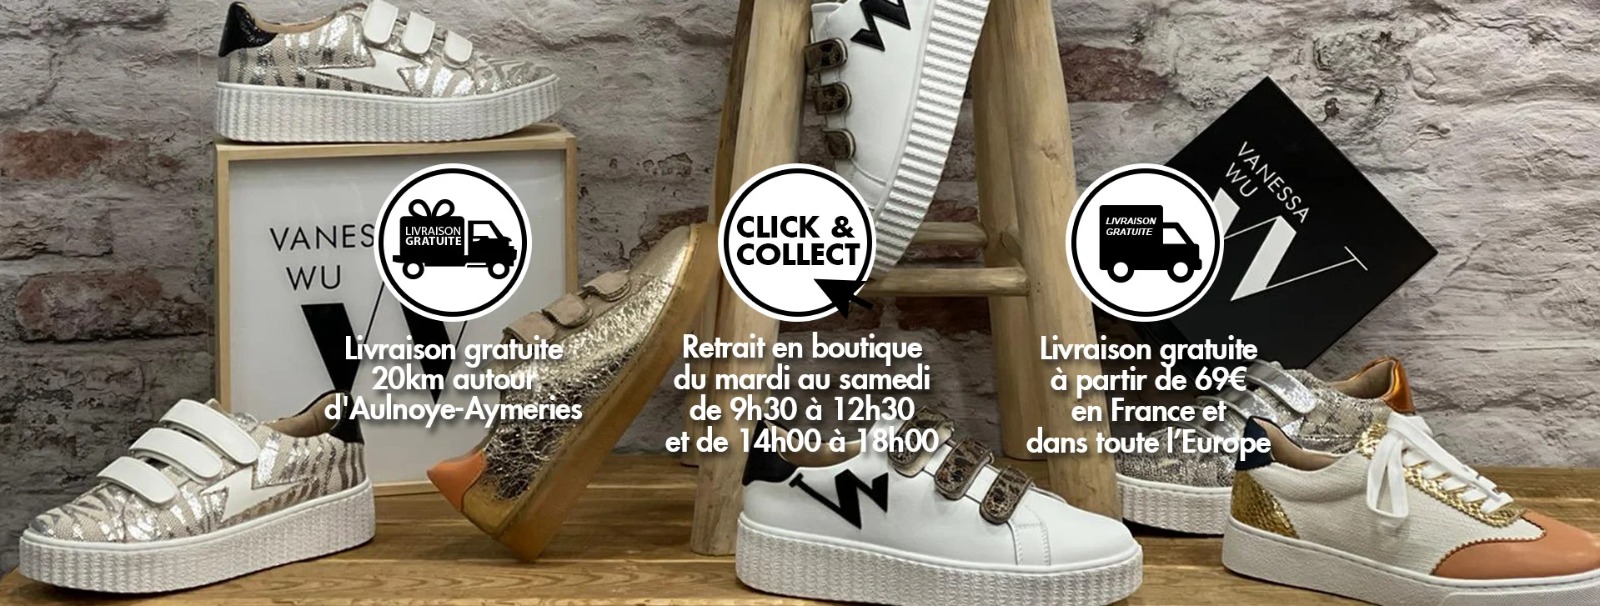 VANES
WU
LIVRAISON
GRATUITE
Livraison gratuite
20km autour
d'Aulnoye-Aymeries
W
CLICK &
COLLECT
Retrait en boutique
du mardi au samedi
de 9h30 à 12h30
et de 14h00 à 18h00
W
LIVRAISON
GRATUITE
Livraison gratuite
à partir de 69€
en France et
dans toute l'Europe
VANESSA
WU
W